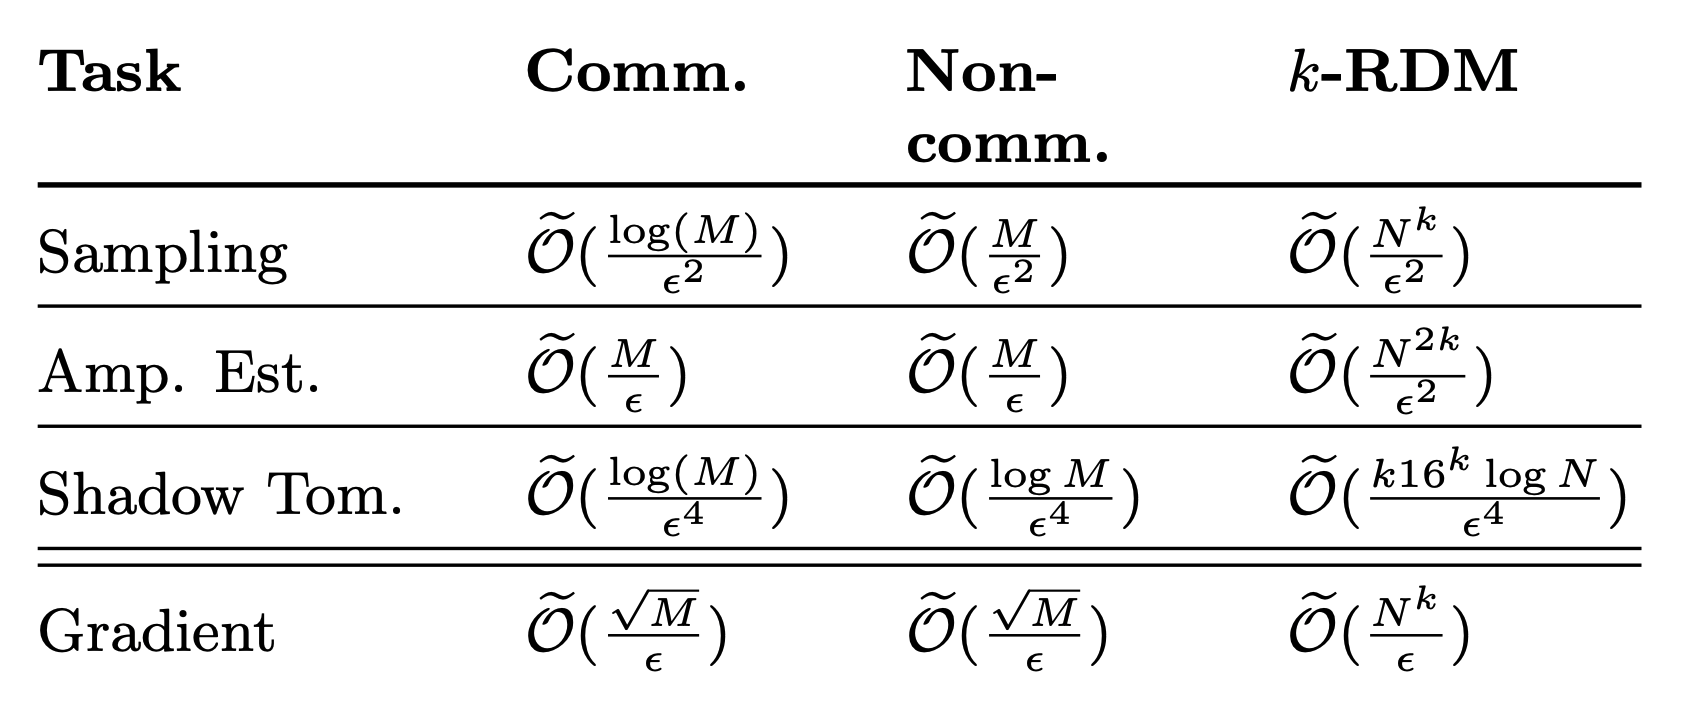 Task Comm. Non-comm. k-RDM
Sampling $\widetilde{\mathcal{O}}(\frac{\log(M)}{\epsilon^2})$ $\widetilde{\mathcal{O}}(\frac{M}{\epsilon^2})$ $\widetilde{\mathcal{O}}(\frac{N^k}{\epsilon^2})$
Amp. Est. $\widetilde{\mathcal{O}}(\frac{M}{\epsilon})$ $\widetilde{\mathcal{O}}(\frac{M}{\epsilon})$ $\widetilde{\mathcal{O}}(\frac{N^{2k}}{\epsilon^2})$
Shadow Tom. $\widetilde{\mathcal{O}}(\frac{\log(M)}{\epsilon^4})$ $\widetilde{\mathcal{O}}(\frac{\log M}{\epsilon^4})$ $\widetilde{\mathcal{O}}(\frac{k16^k \log N}{\epsilon^4})$
Gradient $\widetilde{\mathcal{O}}(\frac{\sqrt{M}}{\epsilon})$ $\widetilde{\mathcal{O}}(\frac{\sqrt{M}}{\epsilon})$ $\widetilde{\mathcal{O}}(\frac{N^k}{\epsilon})$